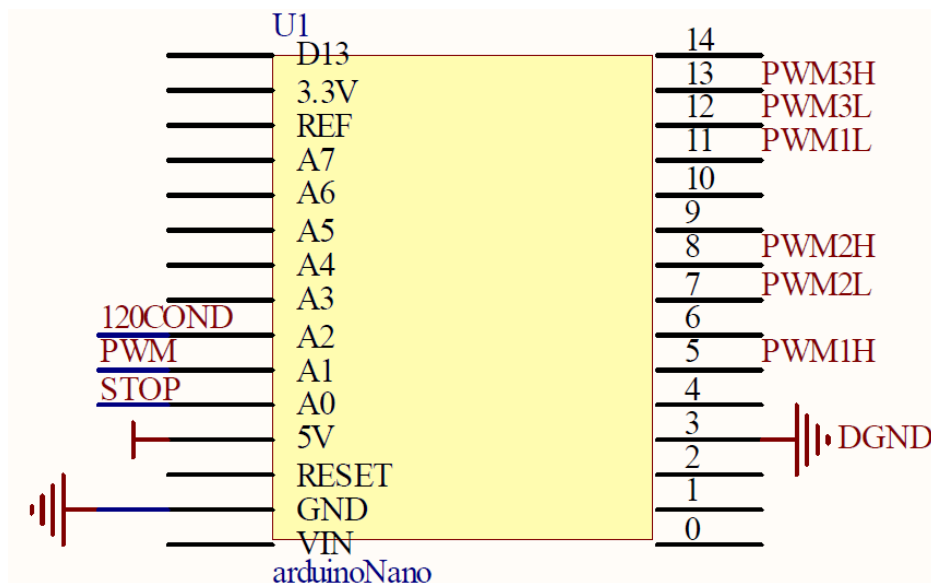 U1
D13
3.3V
REF
A7
A6
A5
A4
A3
120COND
A2
PWM
A1
STOP
A0
5V
RESET
GND
VIN
arduinoNano
14
13 PWM3H
12 PWM3L
11 PWM1L
10
9
8 PWM2H
7 PWM2L
6
5 PWM1H
4
3 DGND
2
1
0